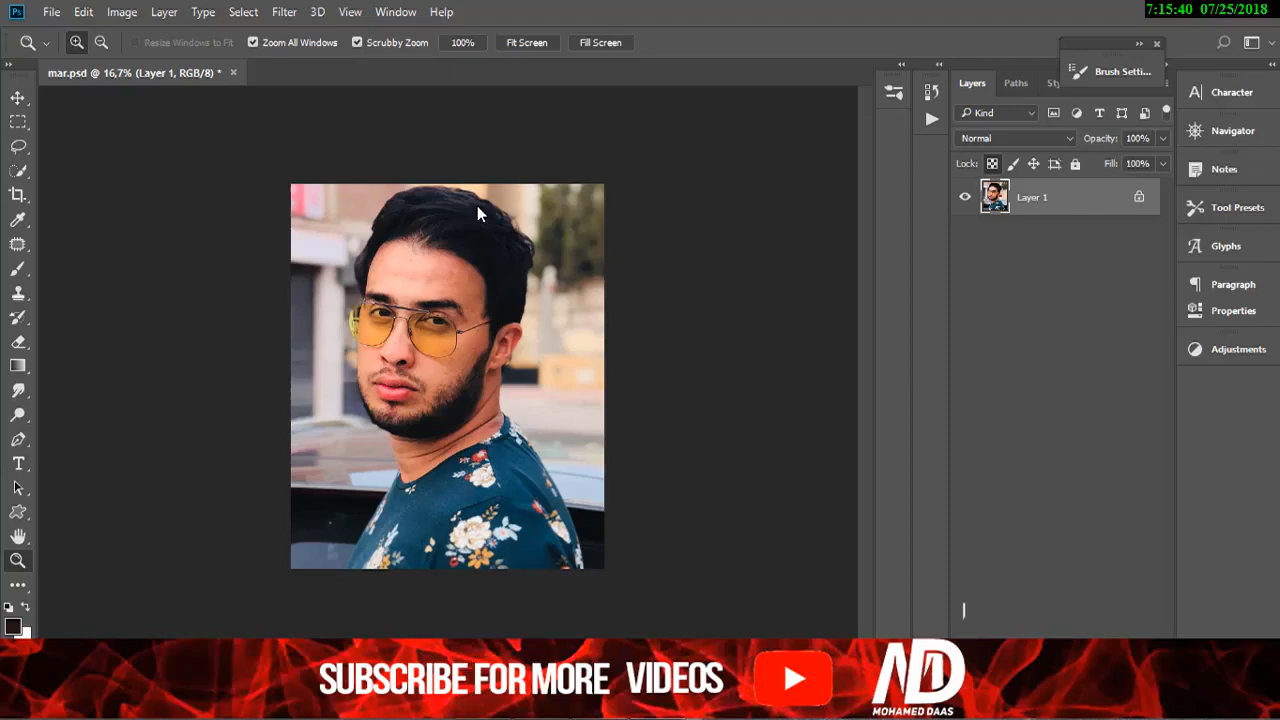 7:15:40 07/25/2018
Ps File Edit Image Layer Type Select Filter 3D View Window Help
Resize Windows to Fit Zoom All Windows Scrubby Zoom 100% Fit Screen Fill Screen
mar.psd @ 16,7% (Layer 1, RGB/8) *
Brush Setti...
Layers Paths
Kind
Normal Opacity: 100%
Lock: Fill: 100%
Layer 1
Character
Navigator
Notes
Tool Presets
Glyphs
Paragraph
Properties
Adjustments
SUBSCRIBE FOR MORE VIDEOS
MOHAMED DAAS